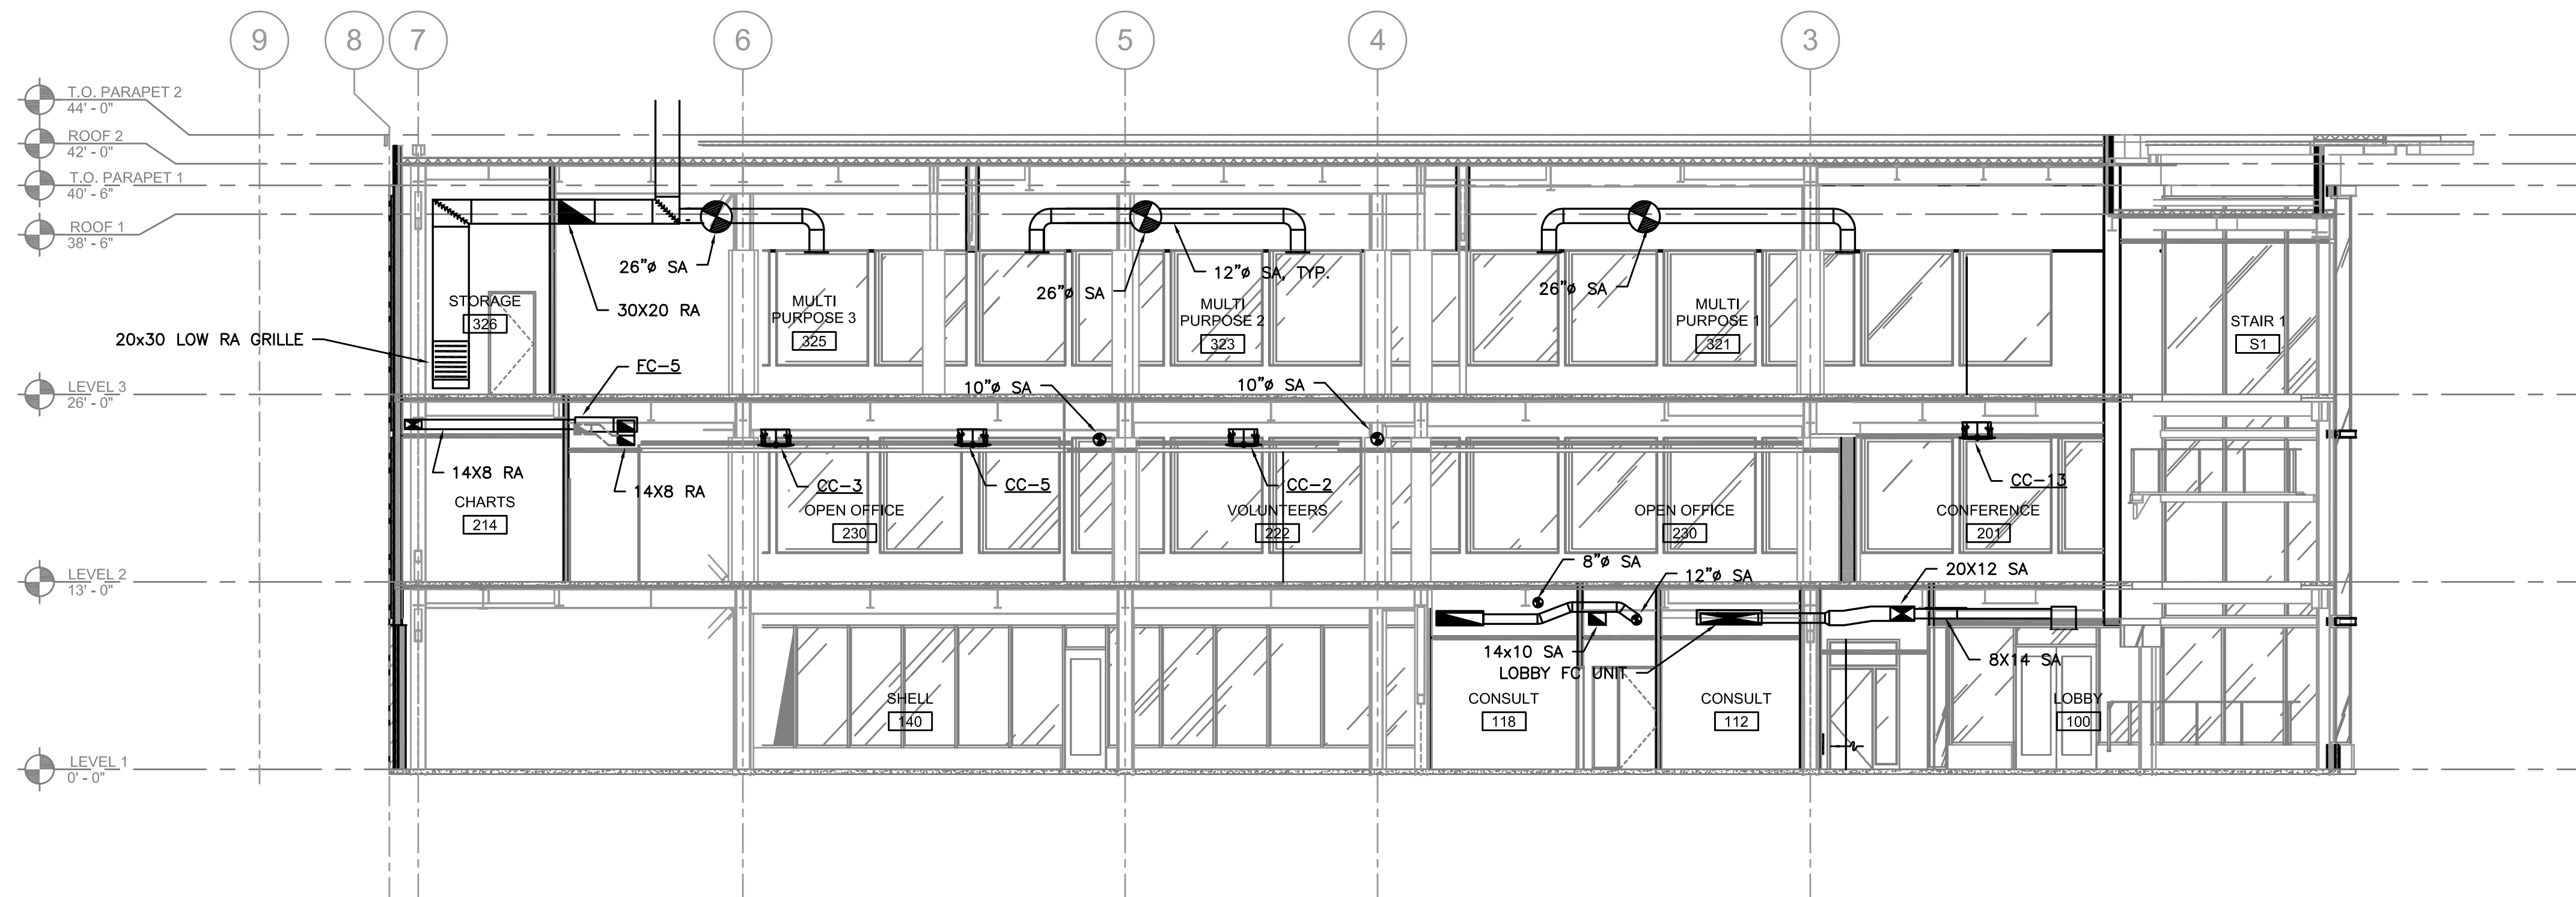 9
8
7
6
5
4
3
T.O. PARAPET 2
44' - 0"
ROOF 2
42' - 0"
T.O. PARAPET 1
40' - 6"
ROOF 1
38' - 6"
26"ø SA
30X20 RA
26"ø SA
12"ø SA, TYP.
26"ø SA
STORAGE
326
MULTI
PURPOSE 3
325
MULTI
PURPOSE 2
323
MULTI
PURPOSE 1
321
STAIR 1
S1
20x30 LOW RA GRILLE
FC-5
LEVEL 3
26' - 0"
10"ø SA
10"ø SA
14X8 RA
14X8 RA
CC-3
CC-5
CC-2
CC-13
CHARTS
214
OPEN OFFICE
230
VOLUNTEERS
222
OPEN OFFICE
230
CONFERENCE
201
LEVEL 2
13' - 0"
8"ø SA
12"ø SA
20X12 SA
14x10 SA
LOBBY FC UNIT
8X14 SA
SHELL
140
CONSULT
118
CONSULT
112
LOBBY
100
LEVEL 1
0' - 0"